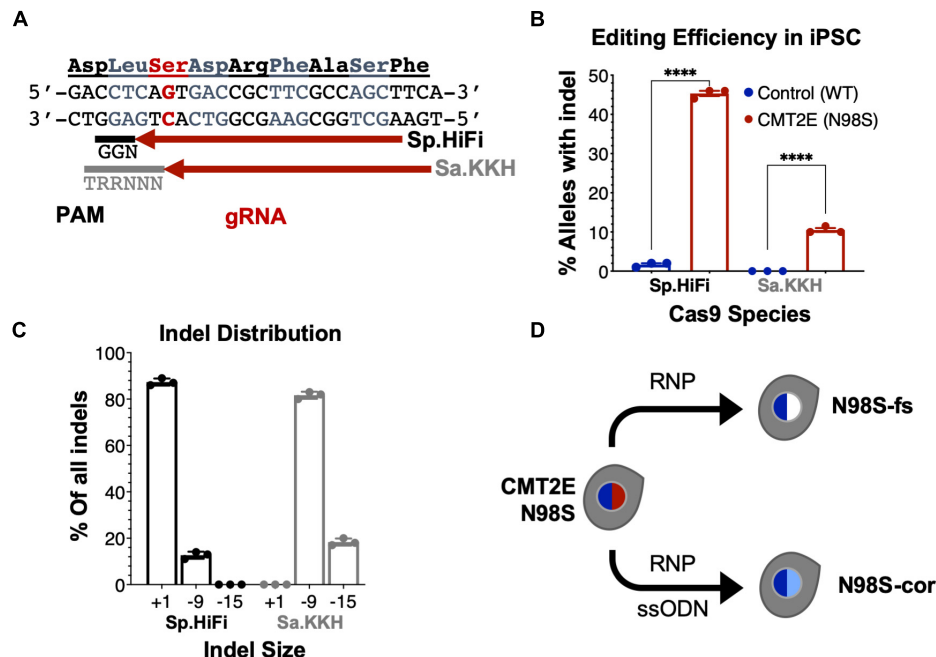 A
AspLeuSerAspArgPheAlaSerPhe
5’-GACCTCAGTGACCGCTTCGCCAGCTTCA-3’
3’-CTGGAGTCACTGGCGAAGCGGTCGAAGT-5’
Sp.HiFi
GGN
Sa.KKH
TRRNNN
PAM
gRNA
B
Editing Efficiency in iPSC
% Alleles with indel
50
40
30
20
10
0
****
****
Control (WT)
CMT2E (N98S)
Sp.HiFi
Sa.KKH
Cas9 Species
C
Indel Distribution
% Of all indels
100
80
60
40
20
0
+1 -9 -15 +1 -9 -15
Sp.HiFi
Sa.KKH
Indel Size
D
RNP
N98S-fs
CMT2E
N98S
RNP
ssODN
N98S-cor